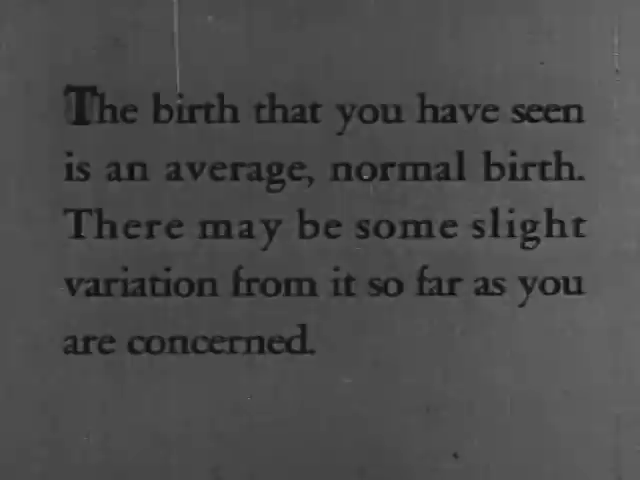 The birth that you have seen
is an average, normal birth.
There may be some slight
variation from it so far as you
are concerned.